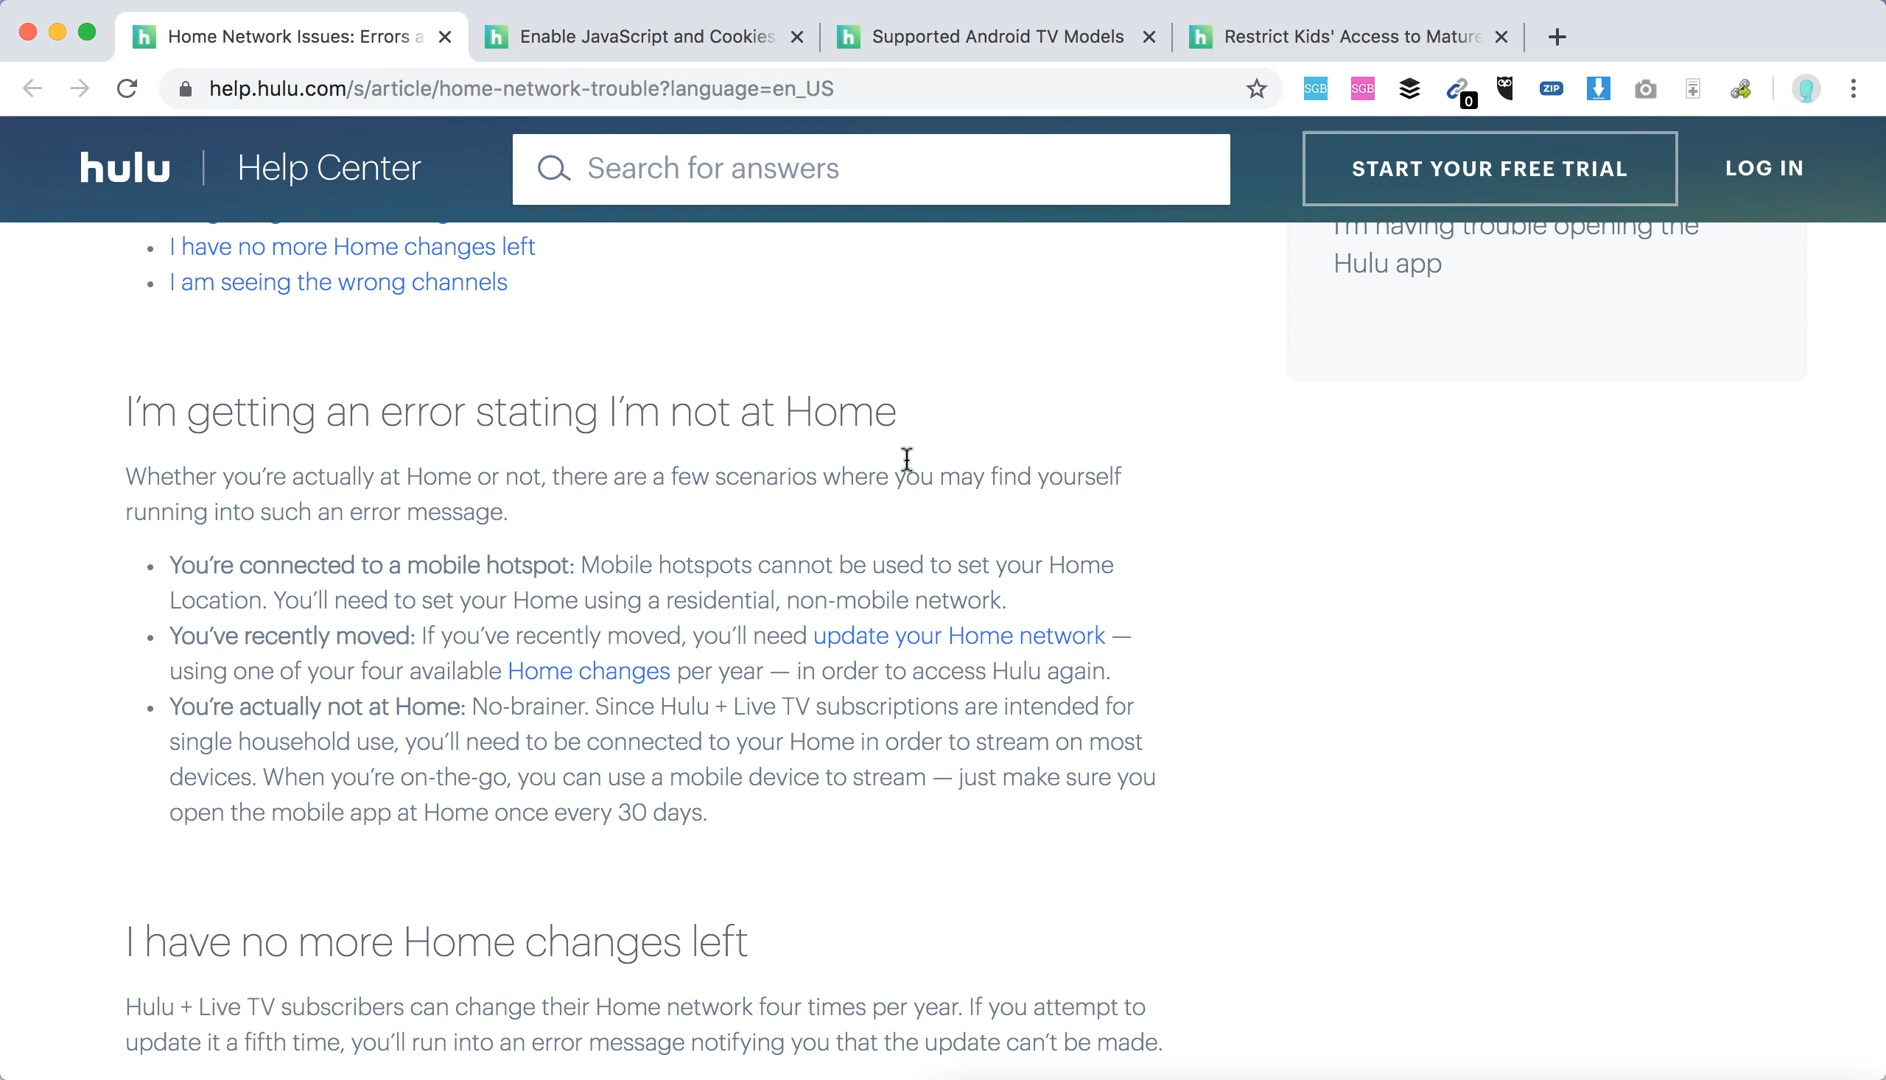 Home Network Issues: Errors a
Enable JavaScript and Cookies
Supported Android TV Models
Restrict Kids' Access to Mature
help.hulu.com/s/article/home-network-trouble?language=en_US
SGB
SGB
0
ZIP
hulu
Help Center
Search for answers
START YOUR FREE TRIAL
LOG IN
I'm having trouble opening the
Hulu app
• I have no more Home changes left
• I am seeing the wrong channels
I'm getting an error stating I'm not at Home
Whether you're actually at Home or not, there are a few scenarios where you may find yourself
running into such an error message.
• You're connected to a mobile hotspot: Mobile hotspots cannot be used to set your Home
Location. You'll need to set your Home using a residential, non-mobile network.
• You've recently moved: If you've recently moved, you'll need update your Home network —
using one of your four available Home changes per year — in order to access Hulu again.
• You're actually not at Home: No-brainer. Since Hulu + Live TV subscriptions are intended for
single household use, you'll need to be connected to your Home in order to stream on most
devices. When you're on-the-go, you can use a mobile device to stream — just make sure you
open the mobile app at Home once every 30 days.
I have no more Home changes left
Hulu + Live TV subscribers can change their Home network four times per year. If you attempt to
update it a fifth time, you'll run into an error message notifying you that the update can't be made.